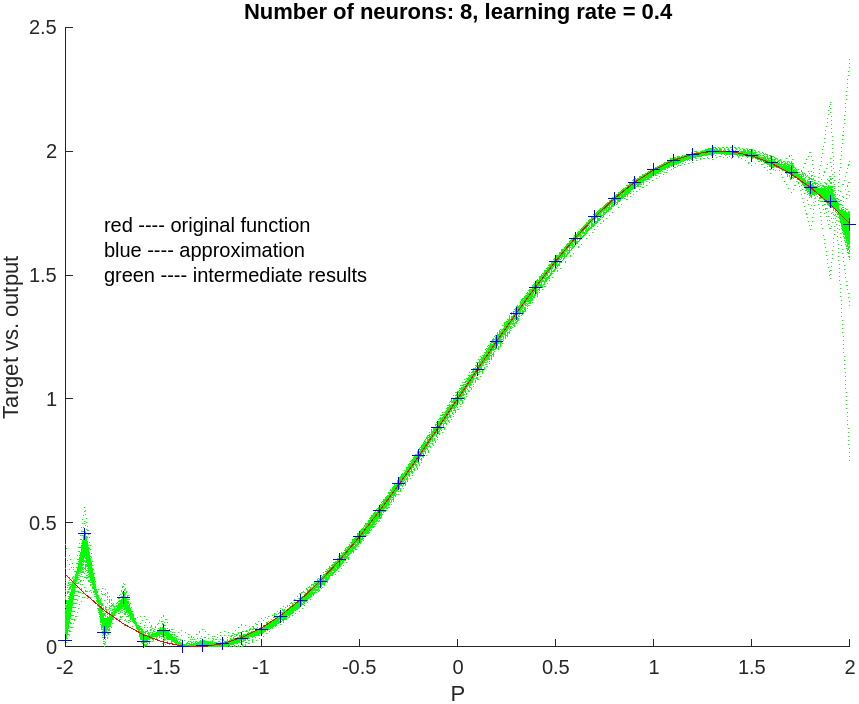 Number of neurons: 8, learning rate = 0.4
2.5
2
1.5
1
0.5
0
Target vs. output
red ---- original function
blue ---- approximation
green ---- intermediate results
-2 -1.5 -1 -0.5 0 0.5 1 1.5 2
P